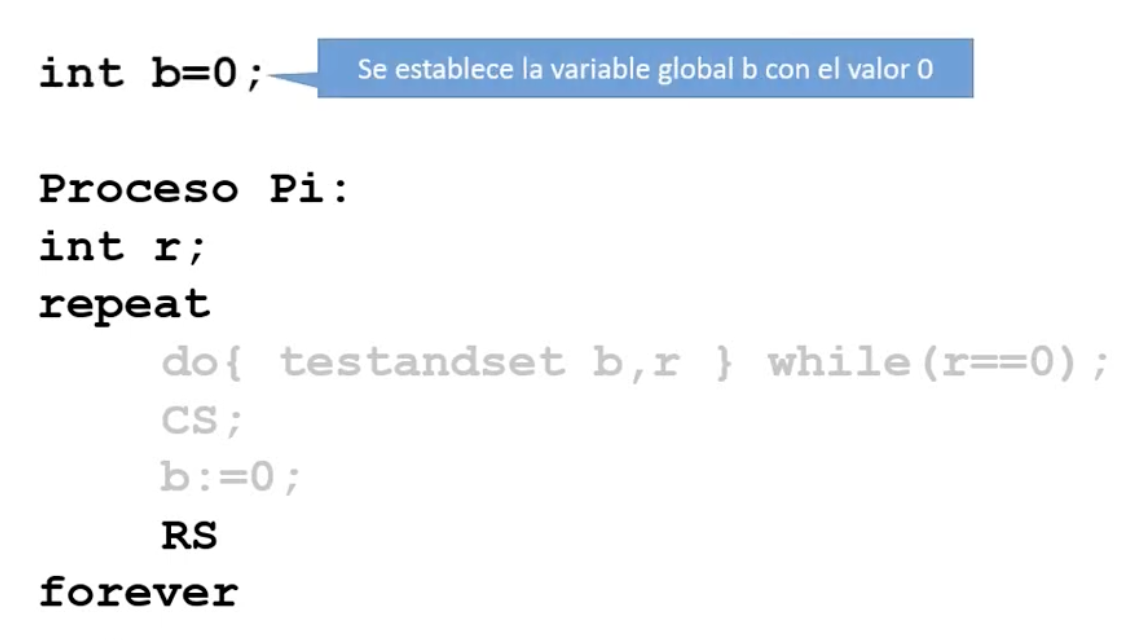 int b=0;
Se establece la variable global b con el valor 0
Proceso Pi:
int r;
repeat
do{ testandset b,r } while(r==0);
CS;
b:=0;
RS
forever